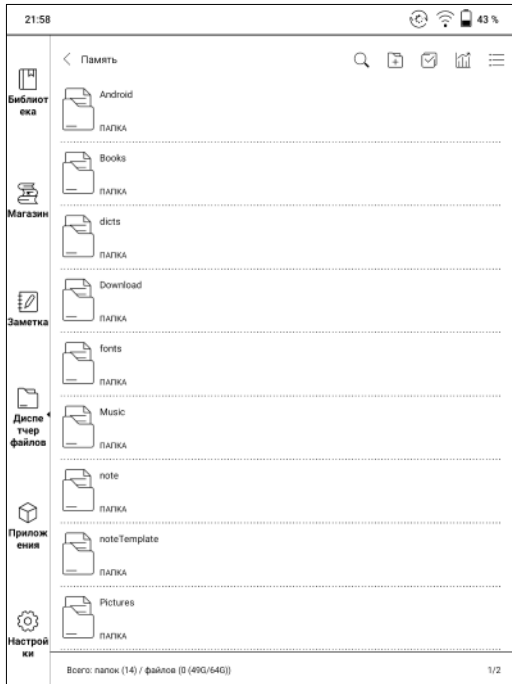 21:58
43 %
Библиот
ека
Магазин
Заметка
Диспе
тчер
файлов
Прилож
ения
Настрой
ки
Память
Android
ПАПКА
Books
ПАПКА
dicts
ПАПКА
Download
ПАПКА
fonts
ПАПКА
Music
ПАПКА
note
ПАПКА
noteTemplate
ПАПКА
Pictures
ПАПКА
Всего: папок (14) / файлов (0 (49G/64G))
1/2